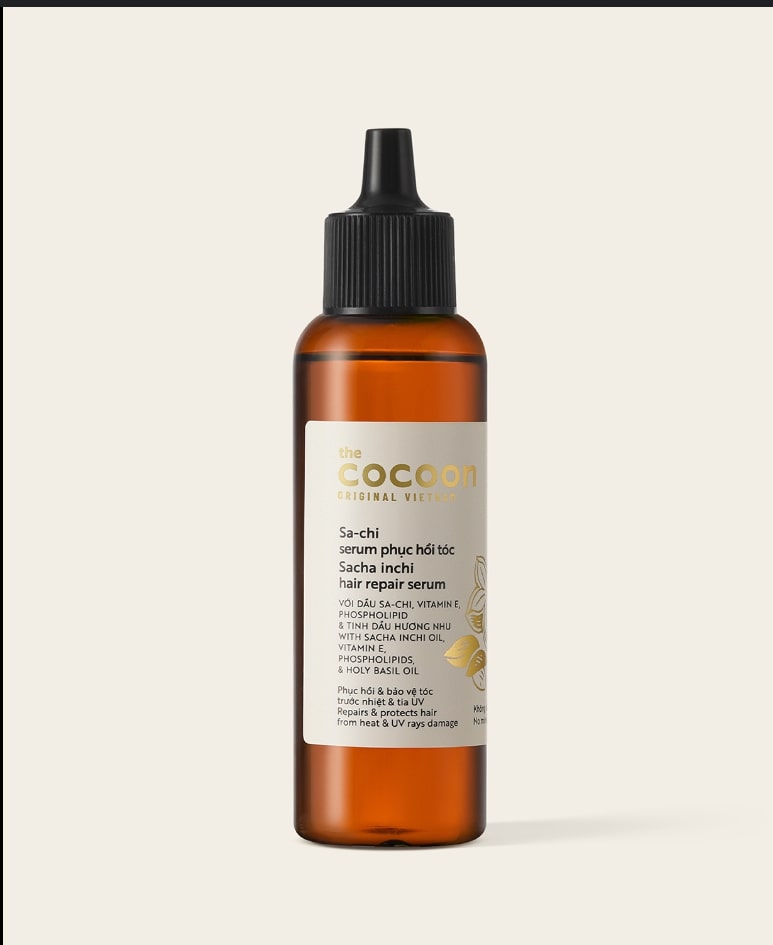 the
cocoon
ORIGINAL VIETNAM
Sa-chi
serum phục hồi tóc
Sacha inchi
hair repair serum
VỚI DẦU SA-CHI, VITAMIN E,
PHOSPHOLIPID
& TINH DẦU HƯƠNG NHU
WITH SACHA INCHI OIL,
VITAMIN E,
PHOSPHOLIPIDS,
& HOLY BASIL OIL
Phục hồi & bảo vệ tóc
trước nhiệt & tia UV
Repairs & protects hair
from heat & UV rays damage
Không
No